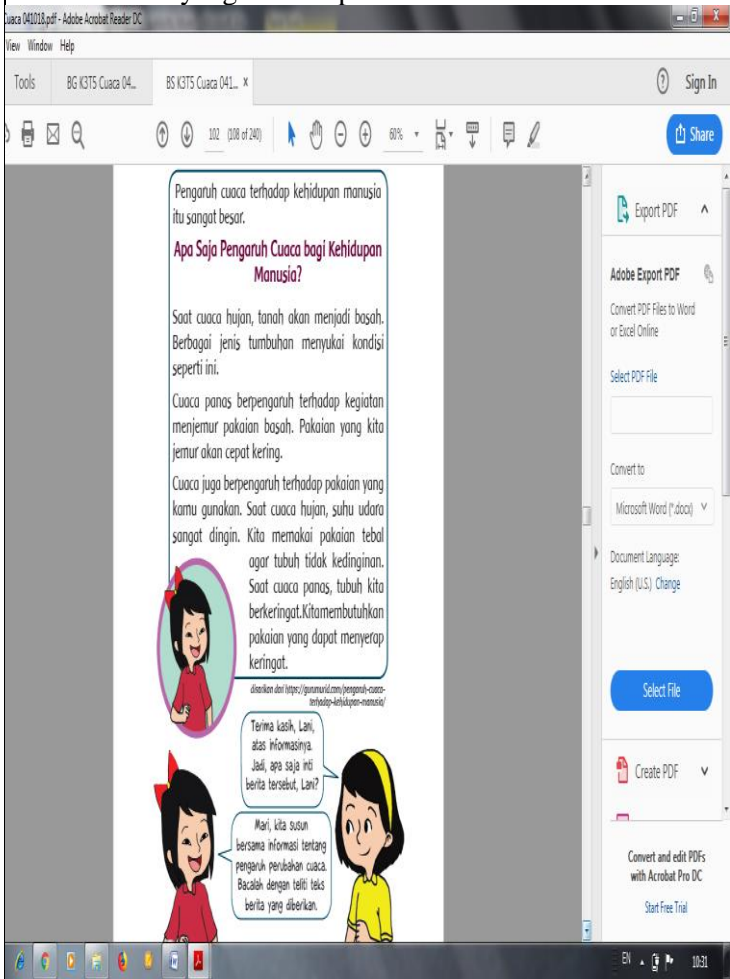 uaca 041018.pdf - Adobe Acrobat Reader DC
View Window Help
Tools
BG K3T5 Cuaca 04...
BS K3T5 Cuaca 041... ×
Sign In
102 (108 of 240)
60%
Share
Pengaruh cuaca terhadap kehidupan manusia
itu sangat besar.
Apa Saja Pengaruh Cuaca bagi Kehidupan
Manusia?
Saat cuaca hujan, tanah akan menjadi basah.
Berbagai jenis tumbuhan menyukai kondisi
seperti ini.
Cuaca panas berpengaruh terhadap kegiatan
menjemur pakaian basah. Pakaian yang kita
jemur akan cepat kering.
Cuaca juga berpengaruh terhadap pakaian yang
kamu gunakan. Saat cuaca hujan, suhu udara
sangat dingin. Kita memakai pakaian tebal
agar tubuh tidak kedinginan.
Saat cuaca panas, tubuh kita
berkeringat.Kitamembutuhkan
pakaian yang dapat menyerap
keringat.
disarikan dari https://gurumurid.com/pengaruh-cuaca-
terhadap-kehidupan-manusia/
Terima kasih, Lani,
atas informasinya.
Jadi, apa saja inti
berita tersebut, Lani?
Mari, kita susun
bersama informasi tentang
pengaruh perubahan cuaca.
Bacalah dengan teliti teks
berita yang diberikan.
Export PDF
Adobe Export PDF
Convert PDF Files to Word
or Excel Online
Select PDF File
Convert to
Microsoft Word (*.docx)
Document Language:
English (U.S.) Change
Select File
Create PDF
Convert and edit PDFs
with Acrobat Pro DC
Start Free Trial
EN
10:31